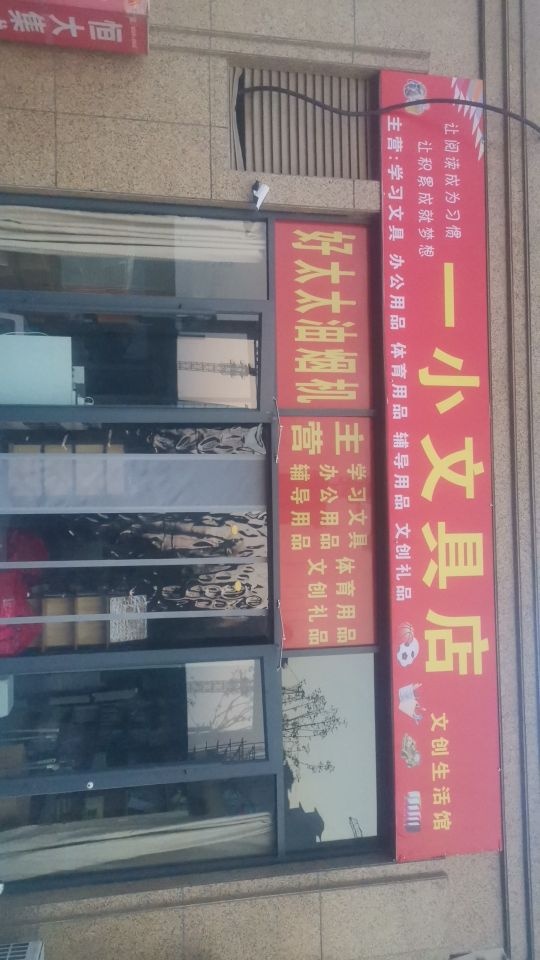 恒大集
让阅读成为习惯
让积累成就梦想
一小文具店
文创生活馆
主营:学习文具 办公用品 体育用品 辅导用品 文创礼品
好太太油烟机
主营
学习文具 体育用品
办公用品 文创礼品
辅导用品